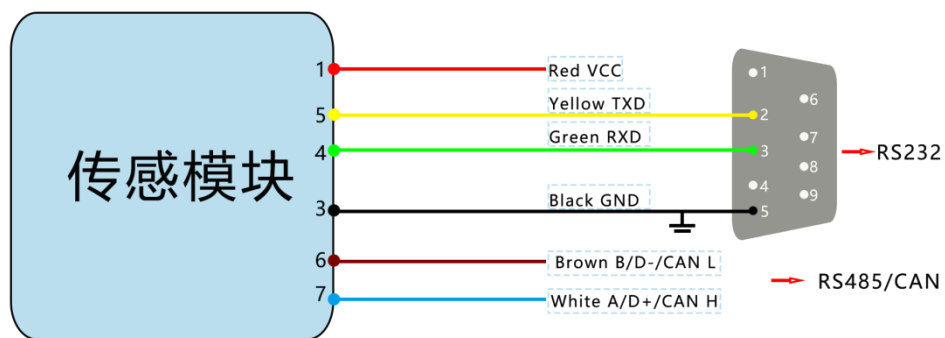 传感模块
1
Red VCC
5
Yellow TXD
4
Green RXD
3
Black GND
6
Brown B/D-/CAN L
7
White A/D+/CAN H
1
2
3
4
5
6
7
8
9
RS232
RS485/CAN